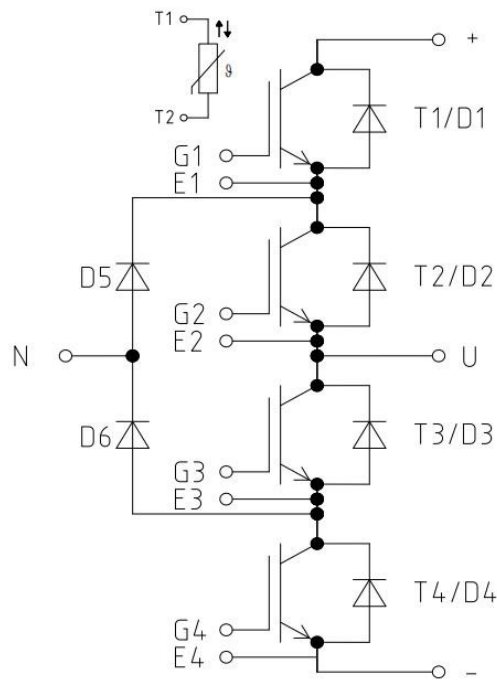 T1
ϑ
T2
+
T1/D1
G1
E1
D5
T2/D2
G2
E2
N
U
D6
T3/D3
G3
E3
T4/D4
G4
E4
-